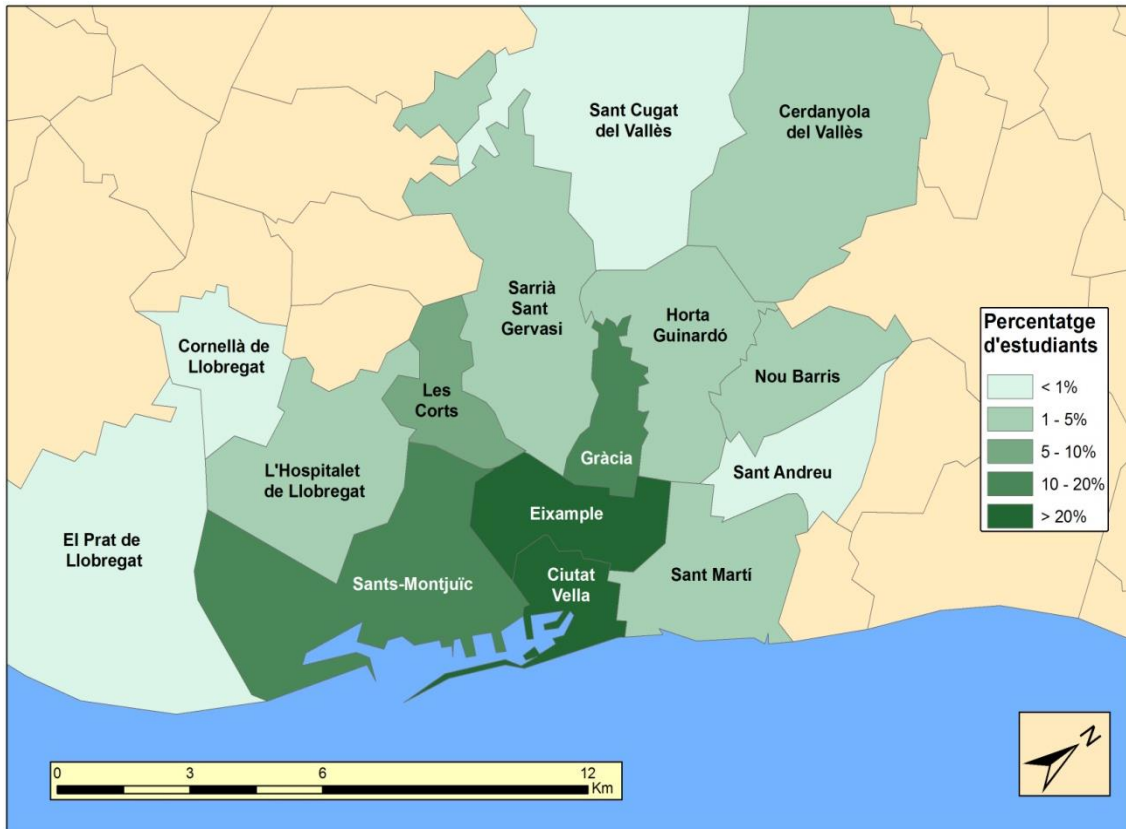 Sant Cugat
del Vallès
Cerdanyola
del Vallès
Sarrià
Sant
Gervasi
Horta
Guinardó
Cornellà de
Llobregat
Les
Corts
Nou Barris
Gràcia
L'Hospitalet
de Llobregat
Sant Andreu
Eixample
El Prat de
Llobregat
Sants-Montjuïc
Ciutat
Vella
Sant Martí
Percentatge
d'estudiants
< 1%
1 - 5%
5 - 10%
10 - 20%
> 20%
N
0 3 6 12
Km